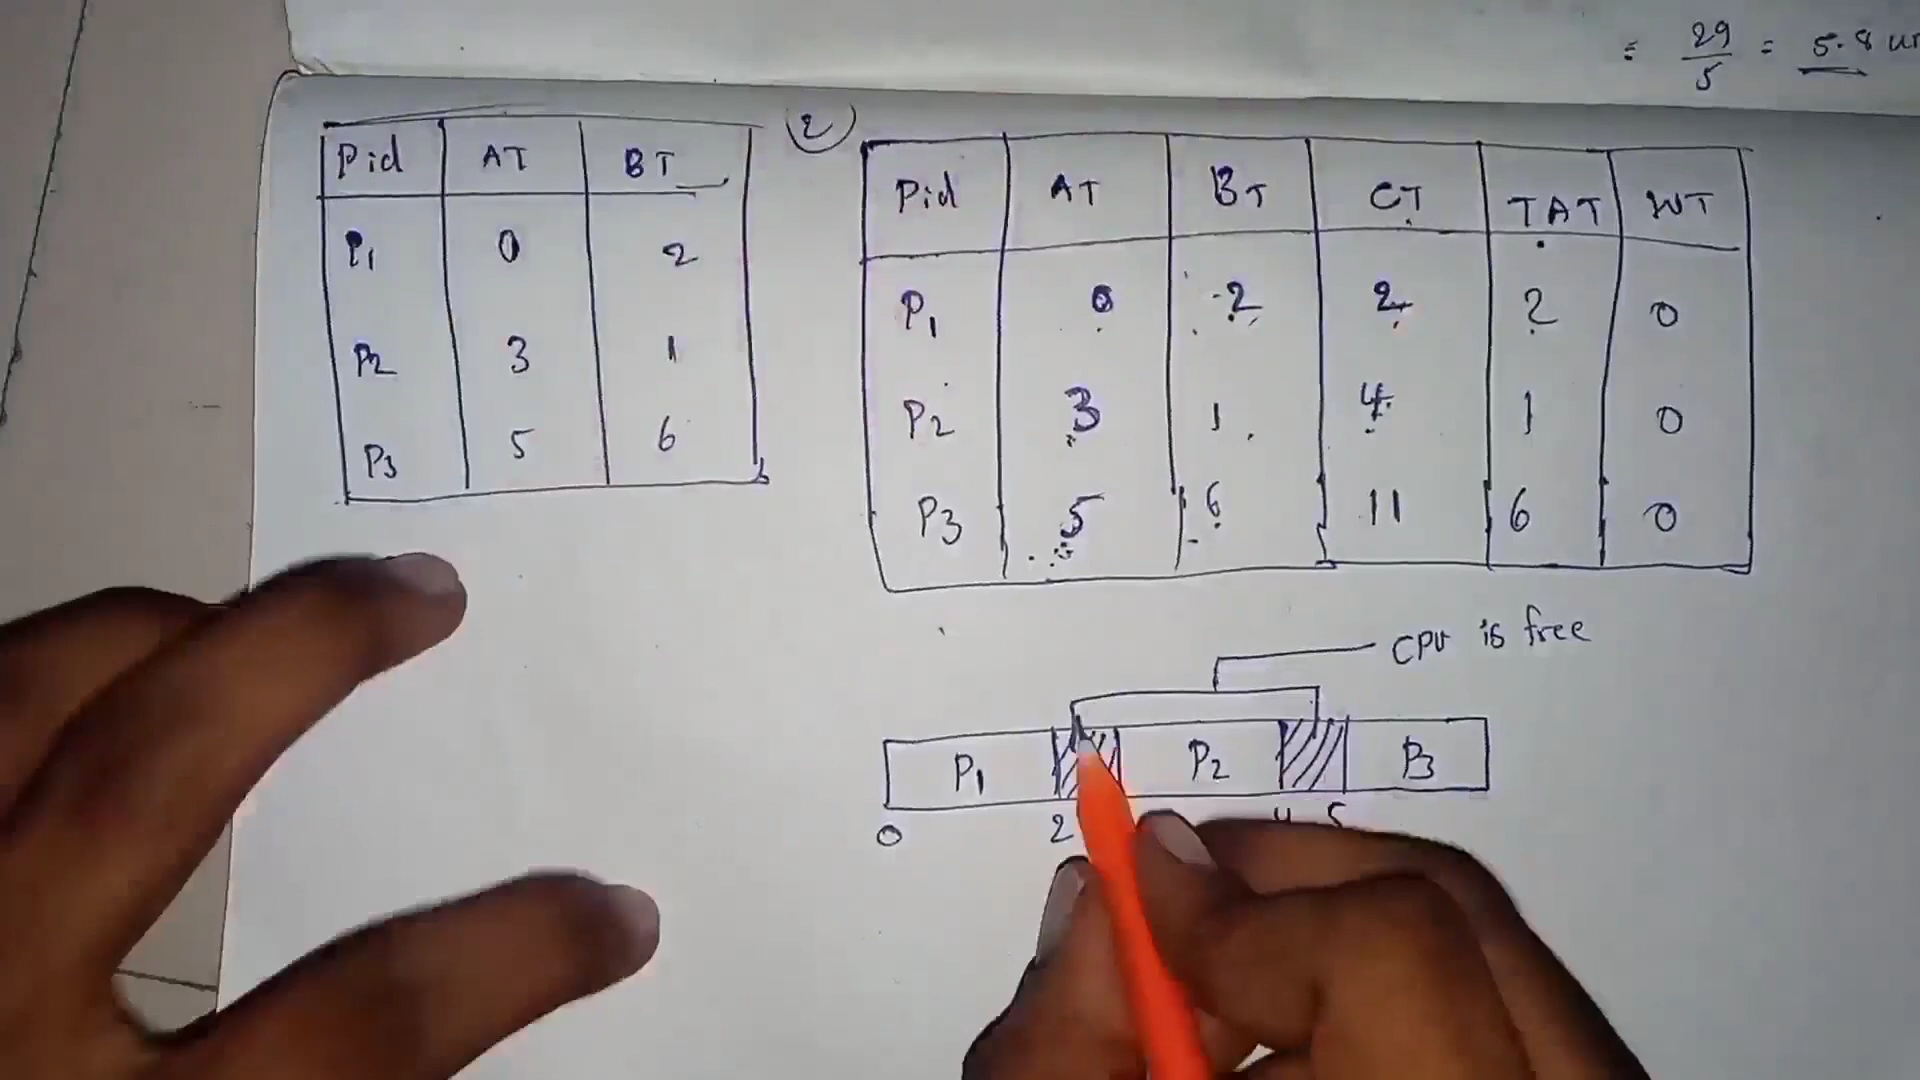 = 29/5 = 5.8
2
Pid AT BT
P1 0 2
P2 3 1
P3 5 6
Pid AT BT CT TAT WT
P1 0 2 2 2 0
P2 3 1 4 1 0
P3 5 6 11 6 0
CPU is free
P1 P2 P3
0 2 4 5